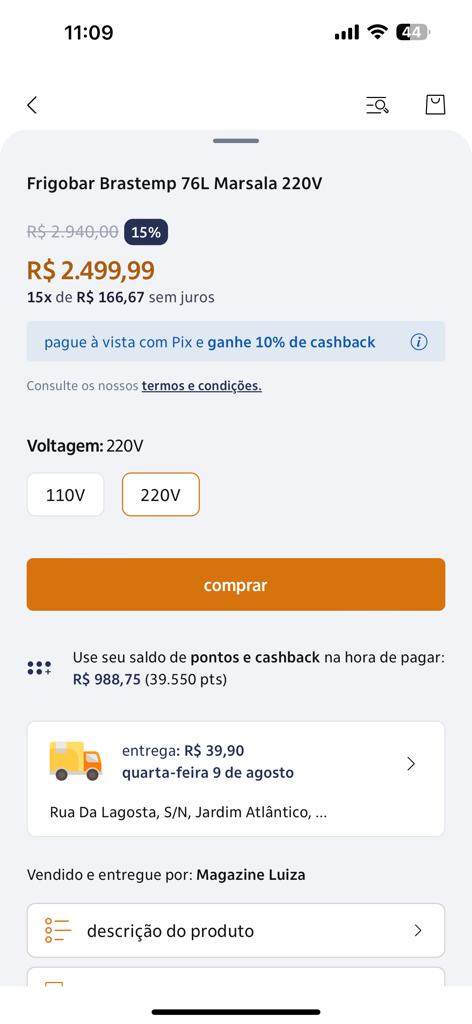 11:09
44
Frigobar Brastemp 76L Marsala 220V
R$ 2.940,00 15%
R$ 2.499,99
15x de R$ 166,67 sem juros
pague à vista com Pix e ganhe 10% de cashback
Consulte os nossos termos e condições.
Voltagem: 220V
110V 220V
comprar
Use seu saldo de pontos e cashback na hora de pagar:
R$ 988,75 (39.550 pts)
entrega: R$ 39,90
quarta-feira 9 de agosto
Rua Da Lagosta, S/N, Jardim Atlântico, ...
Vendido e entregue por: Magazine Luiza
descrição do produto